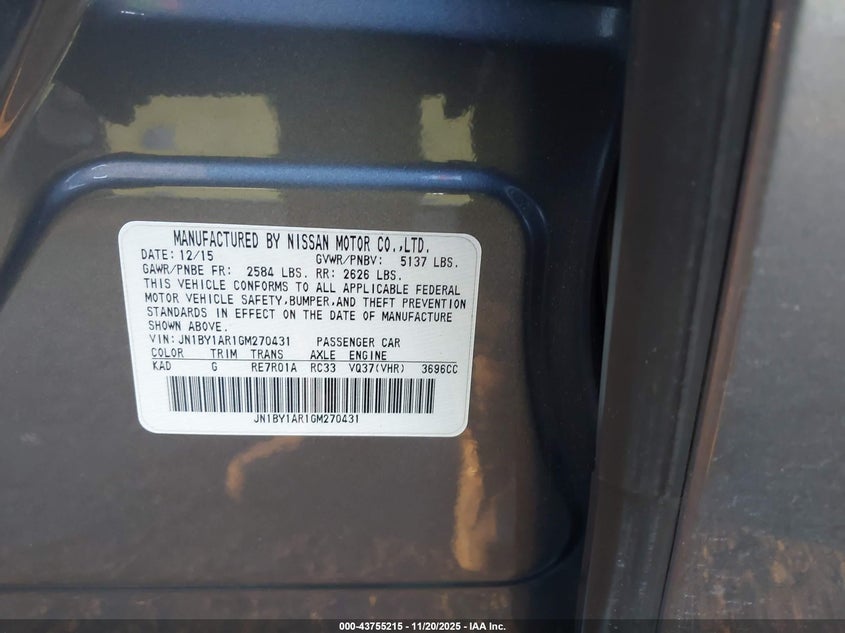 MANUFACTURED BY NISSAN MOTOR CO.,LTD.
DATE: 12/15 GVWR/PNBV: 5137 LBS.
GAWR/PNBE FR: 2584 LBS. RR: 2626 LBS.
THIS VEHICLE CONFORMS TO ALL APPLICABLE FEDERAL
MOTOR VEHICLE SAFETY,BUMPER,AND THEFT PREVENTION
STANDARDS IN EFFECT ON THE DATE OF MANUFACTURE
SHOWN ABOVE.
VIN:JN1BY1AR1GM270431 PASSENGER CAR
COLOR TRIM TRANS AXLE ENGINE
KAD G RE7R01A RC33 VQ37(VHR) 3696CC
JN1BY1AR1GM270431
000-43755215 - 11/20/2025 - IAA Inc.